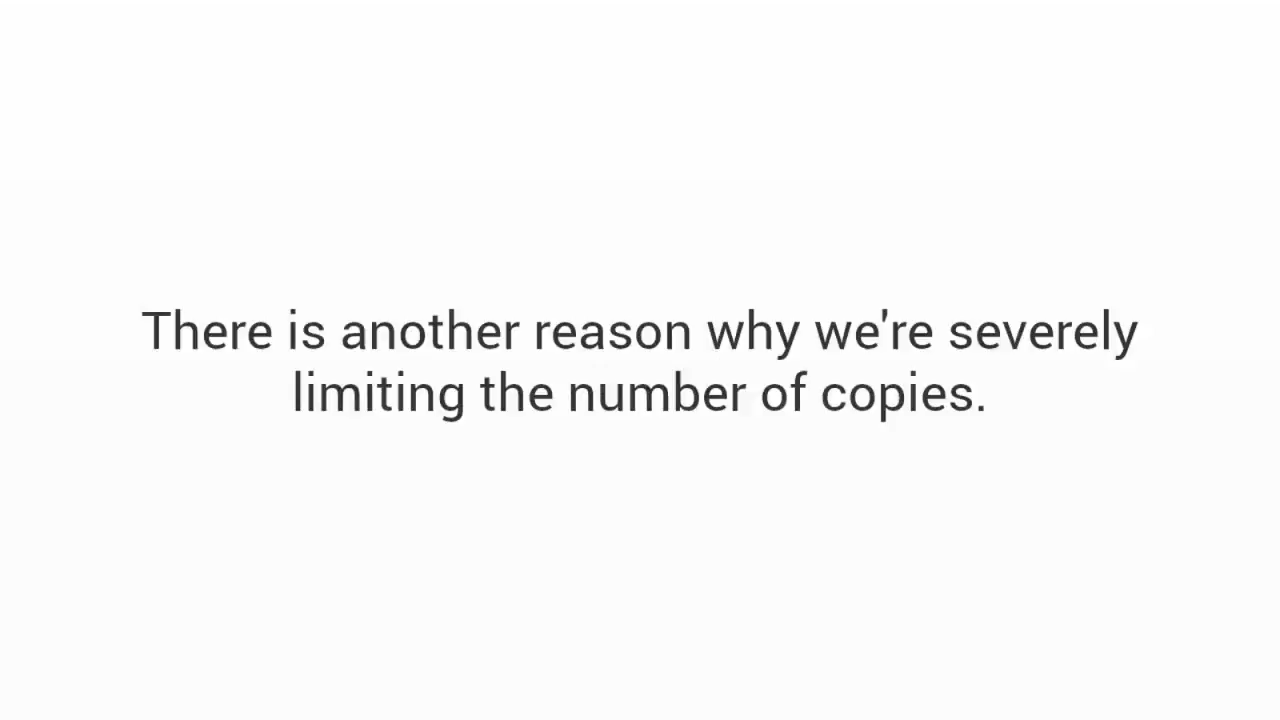 There is another reason why we're severely
limiting the number of copies.